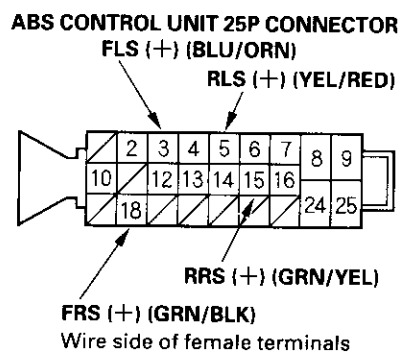 ABS CONTROL UNIT 25P CONNECTOR
FLS (+) (BLU/ORN)
RLS (+) (YEL/RED)
2 3 4 5 6 7 8 9
10 12 13 14 15 16
18 24 25
RRS (+) (GRN/YEL)
FRS (+) (GRN/BLK)
Wire side of female terminals